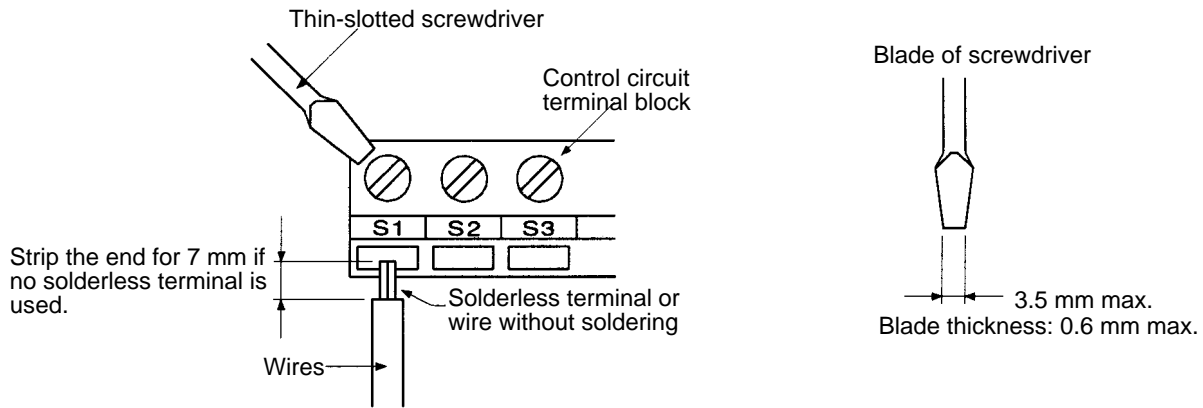 Thin-slotted screwdriver
Control circuit
terminal block
S1 S2 S3
Strip the end for 7 mm if
no solderless terminal is
used.
Solderless terminal or
wire without soldering
Wires
Blade of screwdriver
3.5 mm max.
Blade thickness: 0.6 mm max.